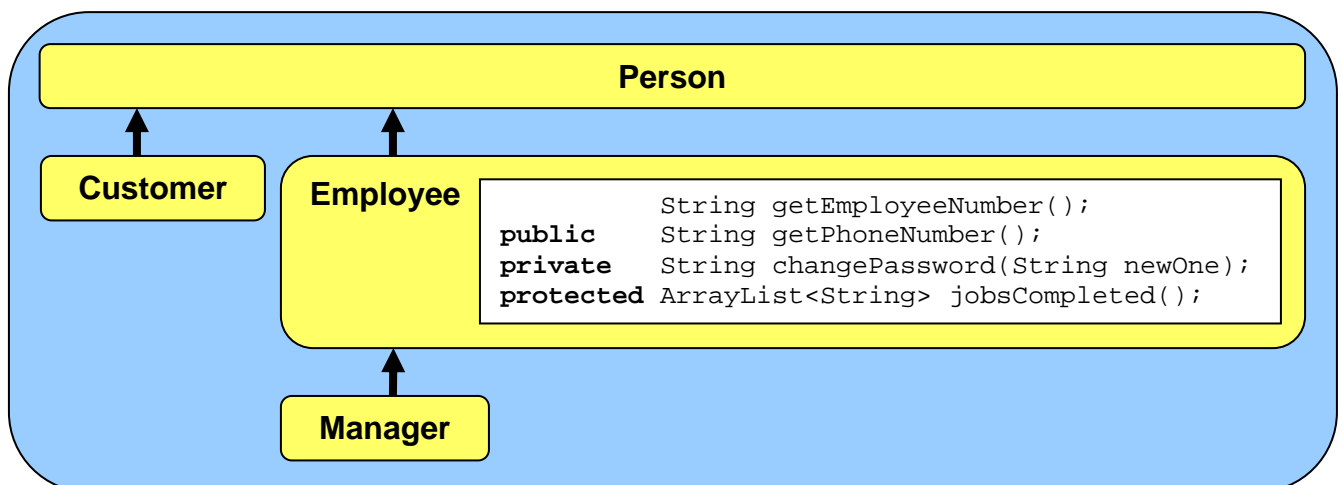 Person
Customer
Employee
String getEmployeeNumber();
public String getPhoneNumber();
private String changePassword(String newOne);
protected ArrayList<String> jobsCompleted();
Manager